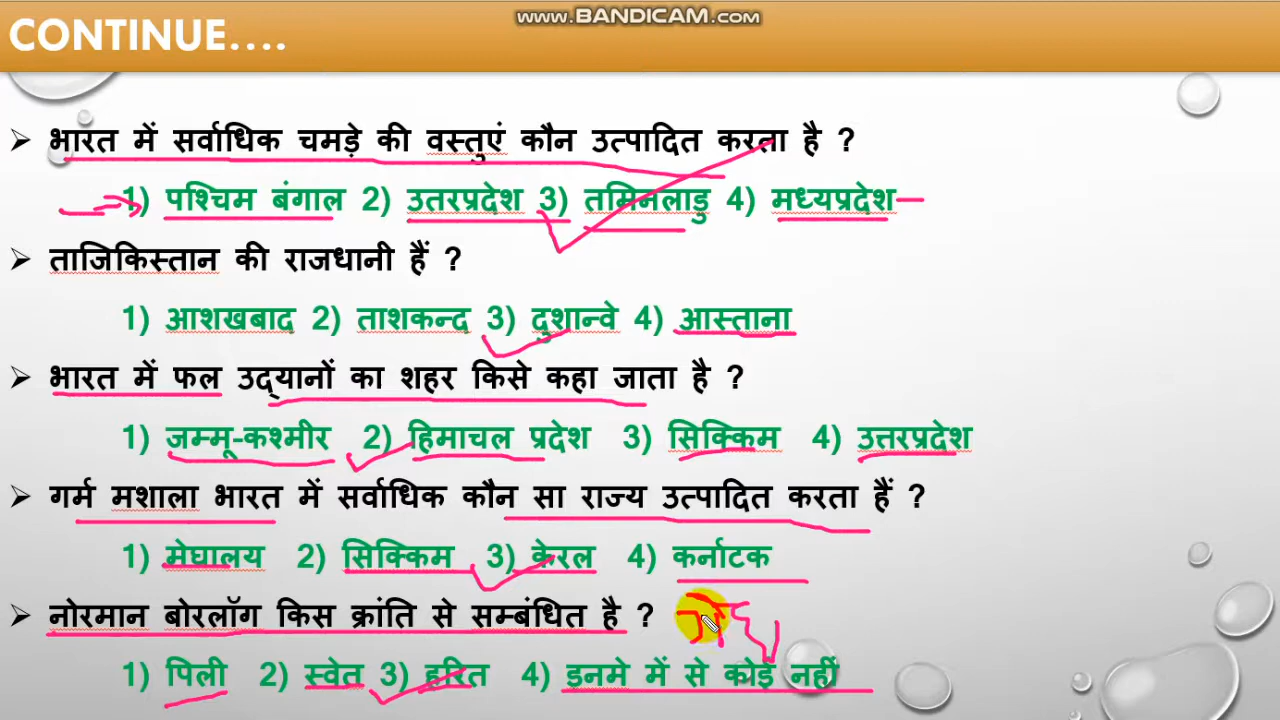 www.BANDICAM.com
CONTINUE....
➢ भारत में सर्वाधिक चमड़े की वस्तुएं कौन उत्पादित करता है ?
1) पश्चिम बंगाल 2) उतरप्रदेश 3) तमिमलाडु 4) मध्यप्रदेश
➢ ताजिकिस्तान की राजधानी हैं ?
1) आशखबाद 2) ताशकन्द 3) दुशान्वे 4) आस्ताना
➢ भारत में फल उद्यानों का शहर किसे कहा जाता है ?
1) जम्मू-कश्मीर 2) हिमाचल प्रदेश 3) सिक्किम 4) उत्तरप्रदेश
➢ गर्म मशाला भारत में सर्वाधिक कौन सा राज्य उत्पादित करता हैं ?
1) मेघालय 2) सिक्किम 3) केरल 4) कर्नाटक
➢ नोरमान बोरलॉग किस क्रांति से सम्बंधित है ?
1) पिली 2) स्वेत 3) हरित 4) इनमे में से कोई नहीं